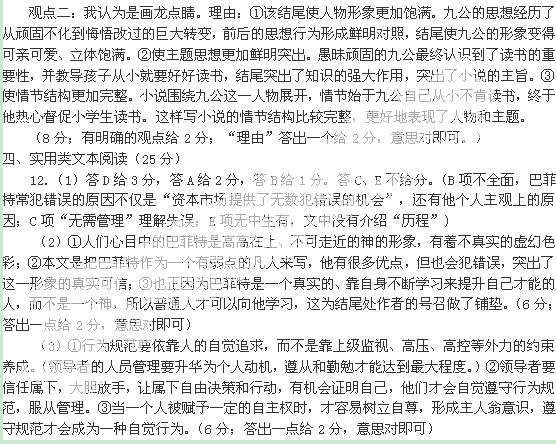 观点二：我认为是画龙点睛。理由：①该结尾使人物形象更加饱满。九公的思想经历了
从顽固不化到悔悟改过的巨大转变，前后的思想行为形成鲜明对照，结尾使九公的形象变得
可亲可爱、立体饱满。②使主题思想更加鲜明突出。愚昧顽固的九公最终认识到了读书的重
要性，并教导孩子从小就要好好读书，结尾突出了知识的强大作用，突出了小说的主旨。③
使情节结构更加完整。小说围绕九公这一人物展开，情节始于九公自己从小不肯读书，终于
他热心督促小学生读书。这样写小说的情节结构比较完整，更好地表现了人物和主题。
（8分；有明确的观点给2分；“理由”答出一个给2分，意思对即可。）
四、实用类文本阅读（25分）
12.（1）答D给3分，答A给2分，答B给1分。答C、E不给分。（B项不全面，巴菲
特常犯错误的原因不仅是“资本市场提供了无数犯错误的机会”，还有他个人主观上的原
因；C项“无需管理”理解失误；E项无中生有，文中没有介绍“历程”）
（2）①人们心目中的巴菲特是高高在上、不可走近的神的形象，有着不真实的虚幻色
彩；②本文是把巴菲特作为一个有弱点的凡人来写，他有很多优点，但也会犯错误，突出了
这一形象的真实可信；③也正因为巴菲特是一个真实的、靠自身不断学习来提升自己才能的
人，而不是一个神，所以普通人才可以向他学习，这为结尾处作者的号召做了铺垫。（6分；
答出一点给2分，意思对即可）
（3）①行为规范要依靠人的自觉追求，而不是靠上级监视、高压、高控等外力的约束
养成。（领导者的人员管理要升华为个人动机，遵从和勤勉才能达到最大程度。）②领导者要
信任属下，大胆放手，让属下自由决策和行动，有机会证明自己，他们才会自觉遵守行为规
范，服从管理。③当一个人被赋予一定的自主权时，才容易树立自尊，形成主人翁意识，遵
守规范才会成为一种自觉行为。（6分；答出一点给2分，意思对即可）